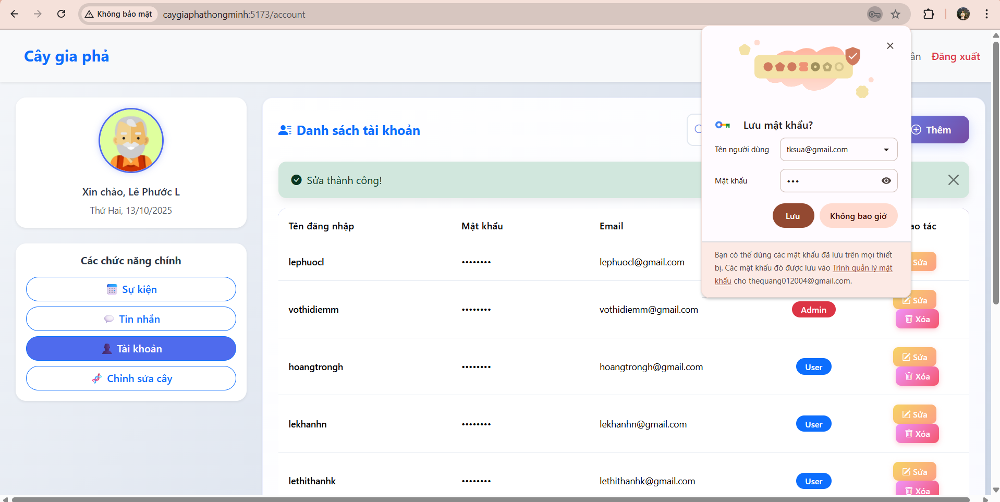 Không bảo mật
caygiaphathongminh:5173/account
Cây gia phả
Đăng xuất
Xin chào, Lê Phước L
Thứ Hai, 13/10/2025
Các chức năng chính
Sự kiện
Tin nhắn
Tài khoản
Chỉnh sửa cây
Danh sách tài khoản
Thêm
Sửa thành công!
Tên đăng nhập Mật khẩu Email ao tác
lephuocl •••••••• lephuocl@gmail.com Sửa
vothidiemm •••••••• vothidiemm@gmail.com Admin Sửa
Xóa
hoangtrongh •••••••• hoangtrongh@gmail.com User Sửa
Xóa
lekhanhn •••••••• lekhanhn@gmail.com User Sửa
Xóa
lethithanhk •••••••• lethithanhk@gmail.com User Sửa
Xóa
Lưu mật khẩu?
Tên người dùng tksua@gmail.com
Mật khẩu •••
Lưu Không bao giờ
Bạn có thể dùng các mật khẩu đã lưu trên mọi thiết
bị. Các mật khẩu đó được lưu vào Trình quản lý mật
khẩu cho thequang012004@gmail.com.